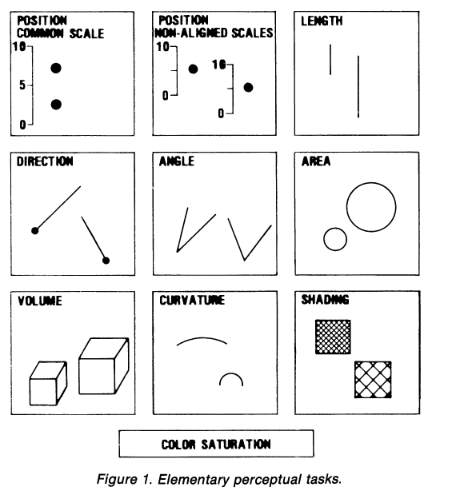 POSITION
COMMON SCALE
10
5
0
POSITION
NON-ALIGNED SCALES
10
0
10
0
LENGTH
DIRECTION
ANGLE
AREA
VOLUME
CURVATURE
SHADING
COLOR SATURATION
Figure 1. Elementary perceptual tasks.